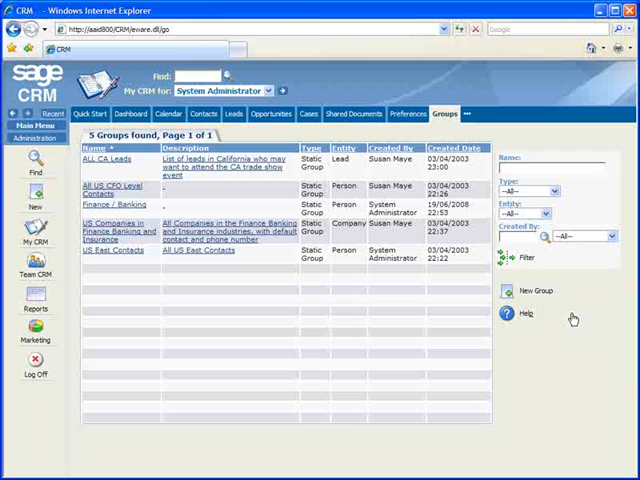 CRM - Windows Internet Explorer
http://aaid800/CRM/eware.dll/go
Google
CRM
sage
CRM
Find:
My CRM for: System Administrator
Recent
Main Menu
Administration
Quick Start Dashboard Calendar Contacts Leads Opportunities Cases Shared Documents Preferences Groups
5 Groups found, Page 1 of 1
Name Description Type Entity Created By Created Date
ALL CA Leads List of leads in California who may want to attend the CA trade show event Static Group Lead Susan Maye 03/04/2003 23:00
All US CFO Level Contacts - Static Group Person Susan Maye 03/04/2003 22:26
Finance / Banking - Static Group Person System Administrator 19/06/2008 22:53
US Companies in Finance Banking and Insurance All Companies in the Finance Banking and Insurance industries, with default contact and phone number Static Group Company Susan Maye 03/04/2003 22:37
US East Contacts All US East Contacts Static Group Person System Administrator 03/04/2003 22:22
Find
New
My CRM
Team CRM
Reports
Marketing
Log Off
Name:
Type:
--All--
Entity:
--All--
Created By:
--All--
Filter
New Group
Help